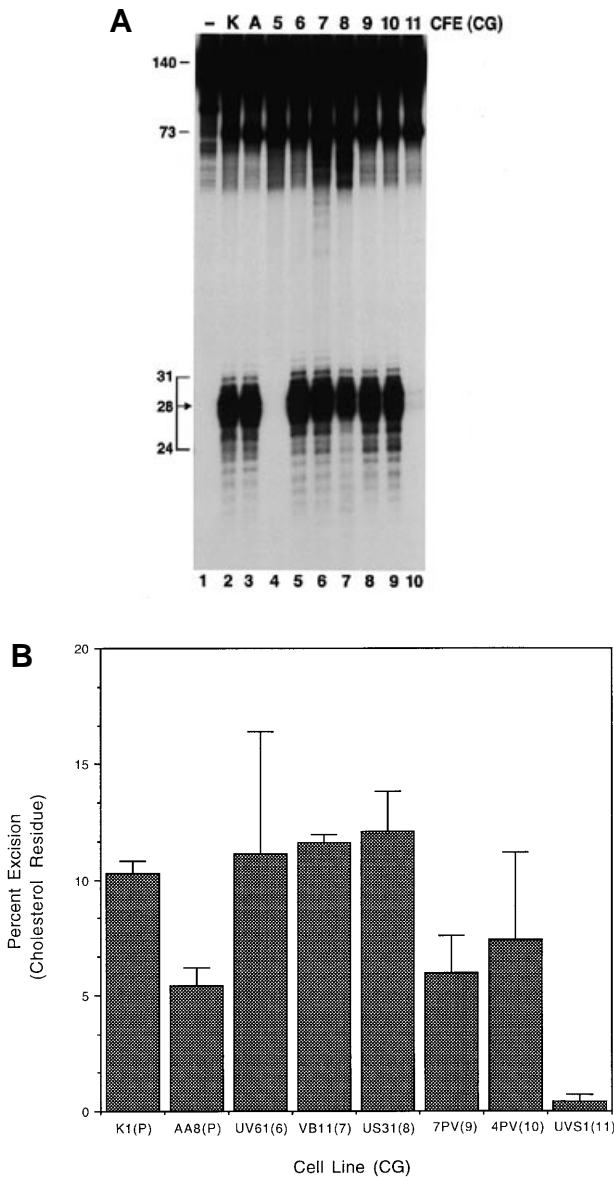 A
– K A 5 6 7 8 9 10 11 CFE (CG)
140
73
31
28
24
1 2 3 4 5 6 7 8 9 10
B
20
15
10
5
0
Percent Excision
(Cholesterol Residue)
K1(P) AA8(P) UV61(6) VB11(7) US31(8) 7PV(9) 4PV(10) UVS1(11)
Cell Line (CG)